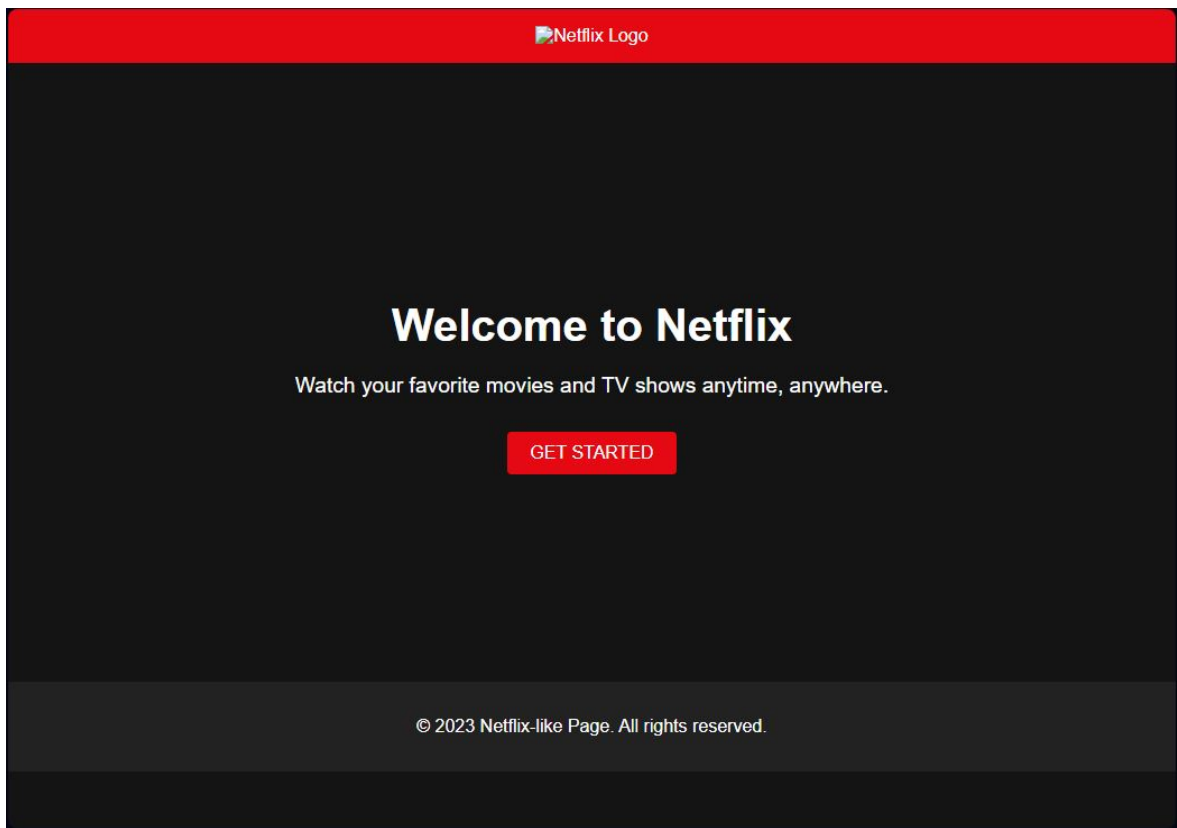 Netflix Logo
Welcome to Netflix
Watch your favorite movies and TV shows anytime, anywhere.
GET STARTED
© 2023 Netflix-like Page. All rights reserved.